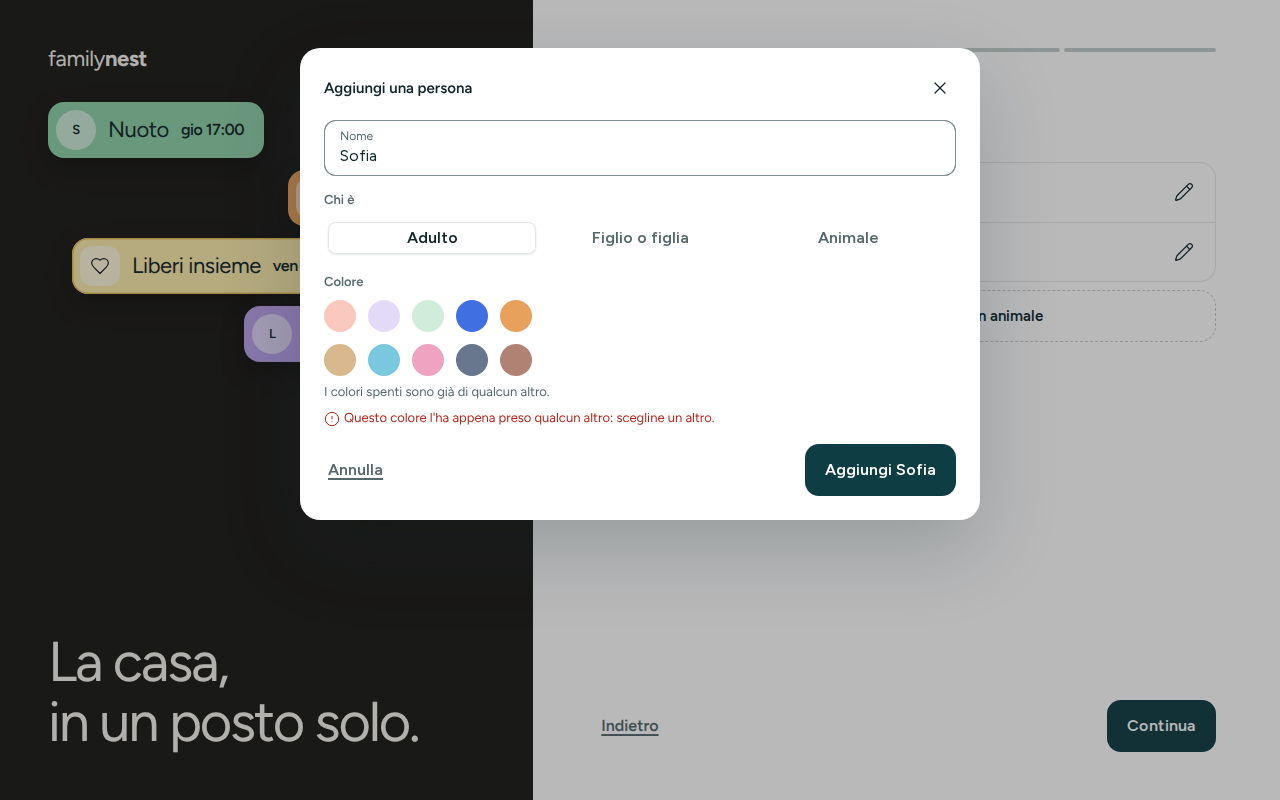 familynest
S
Nuoto gio 17:00
Liberi insieme ven
L
La casa,
in un posto solo.
Aggiungi una persona
Nome
Sofia
Chi è
Adulto
Figlio o figlia
Animale
Colore
I colori spenti sono già di qualcun altro.
Questo colore l'ha appena preso qualcun altro: scegline un altro.
Annulla
Aggiungi Sofia
animale
Indietro
Continua